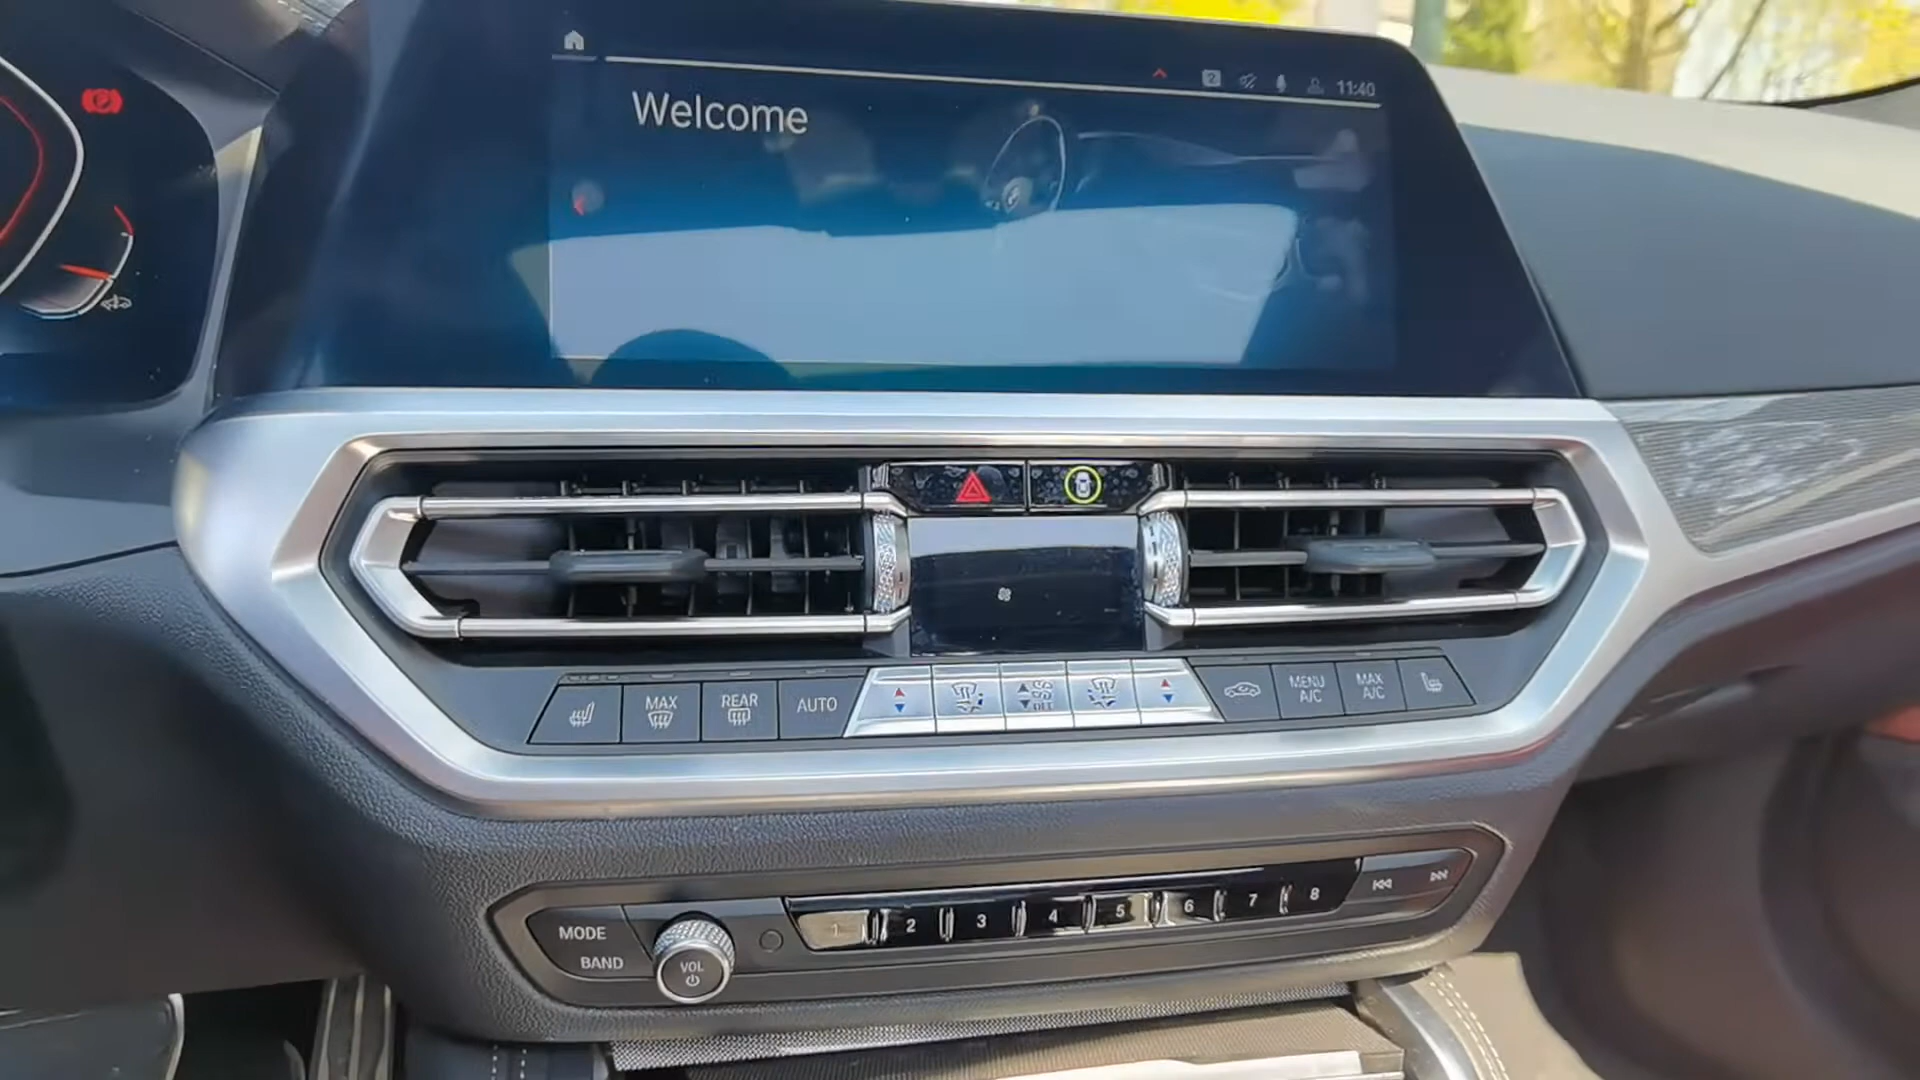 2
11:40
Welcome
MAX
REAR
AUTO
OFF
MENU
A/C
MAX
A/C
MODE
BAND
VOL
1
2
3
4
5
6
7
8